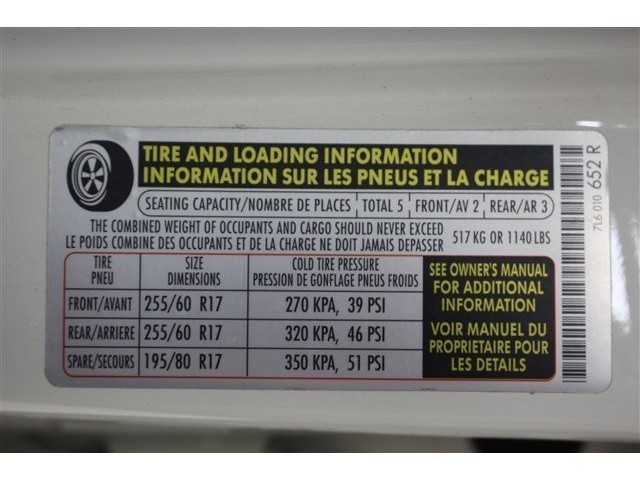 TIRE AND LOADING INFORMATION
INFORMATION SUR LES PNEUS ET LA CHARGE
SEATING CAPACITY/NOMBRE DE PLACES TOTAL 5 FRONT/AV 2 REAR/AR 3
THE COMBINED WEIGHT OF OCCUPANTS AND CARGO SHOULD NEVER EXCEED
LE POIDS COMBINE DES OCCUPANTS ET DE LA CHARGE NE DOIT JAMAIS DEPASSER 517 KG OR 1140 LBS
TIRE SIZE COLD TIRE PRESSURE
PNEU DIMENSIONS PRESSION DE GONFLAGE PNEUS FROIDS
FRONT/AVANT 255/60 R17 270 KPA, 39 PSI
REAR/ARRIERE 255/60 R17 320 KPA, 46 PSI
SPARE/SECOURS 195/80 R17 350 KPA, 51 PSI
SEE OWNER'S MANUAL
FOR ADDITIONAL
INFORMATION
VOIR MANUEL DU
PROPRIETAIRE POUR
LES DETAILS
7L6 010 652 R